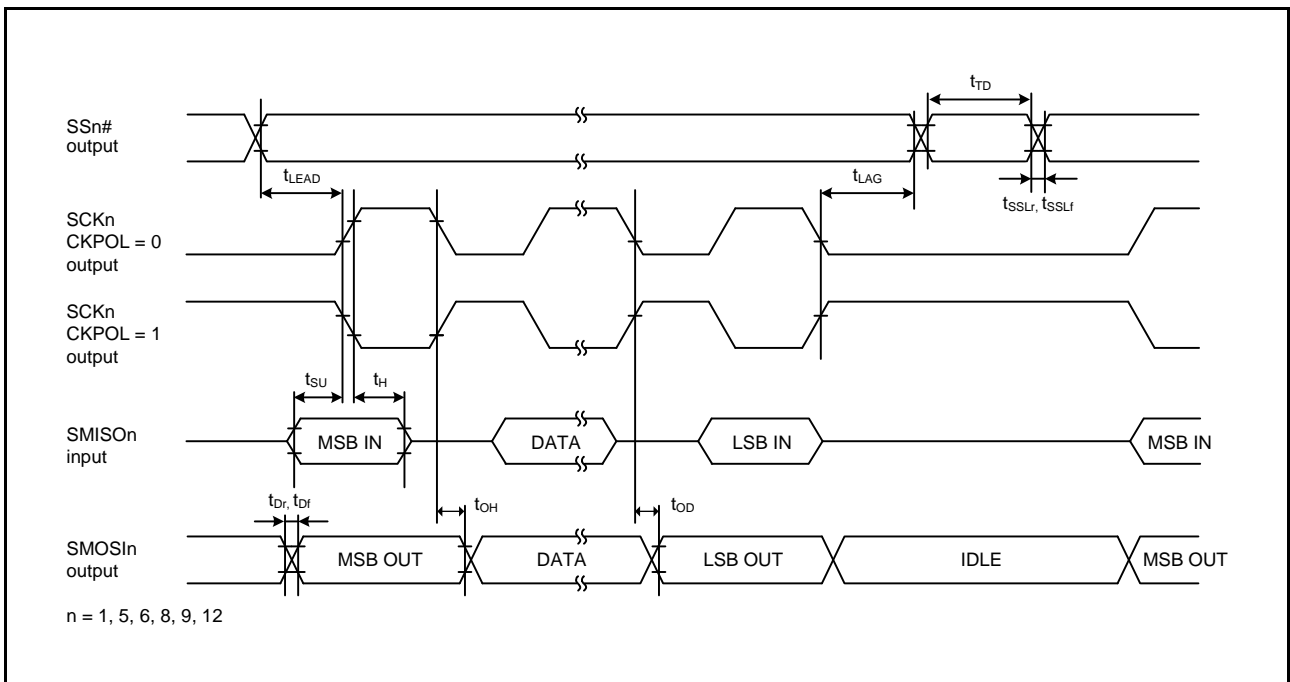 tTD
SSn#
output
tLEAD
tLAG
tSSLr, tSSLf
SCKn
CKPOL = 0
output
SCKn
CKPOL = 1
output
tSU
tH
SMISOn
input
MSB IN
DATA
LSB IN
MSB IN
tDr, tDf
tOH
tOD
SMOSIn
output
MSB OUT
DATA
LSB OUT
IDLE
MSB OUT
n = 1, 5, 6, 8, 9, 12